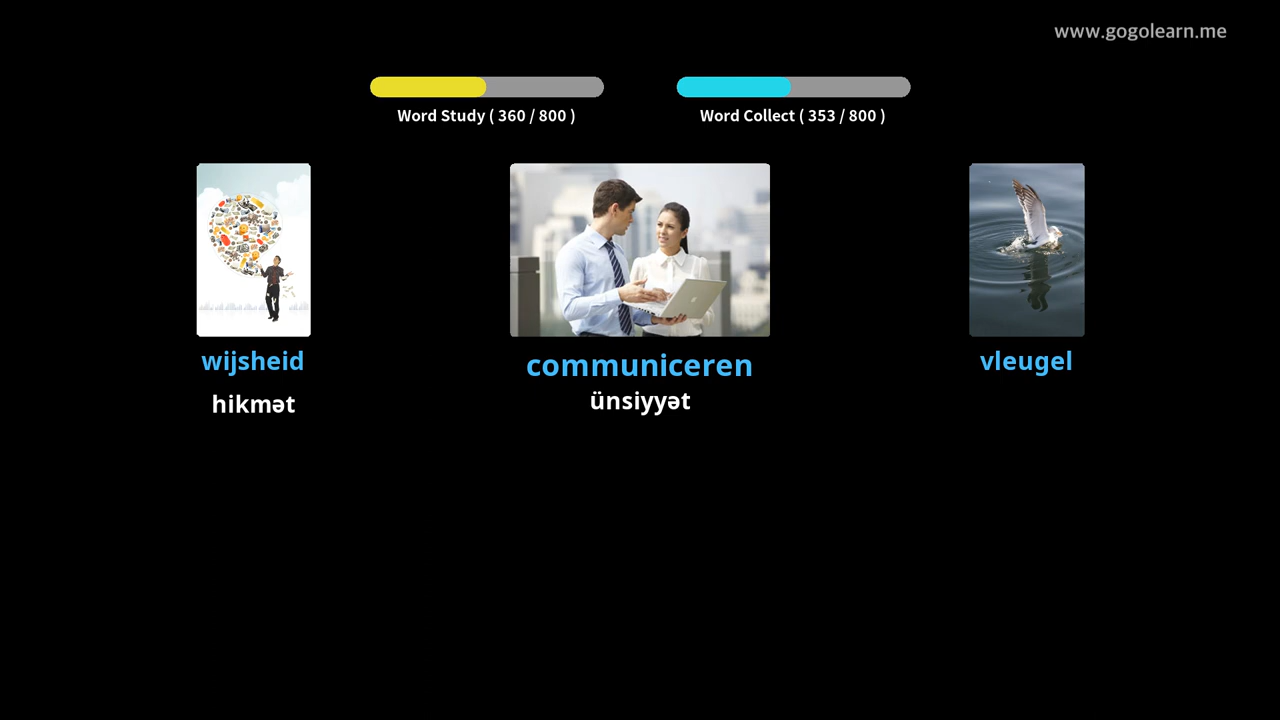 www.gogolearn.me
Word Study ( 360 / 800 )
Word Collect ( 353 / 800 )
wijsheid
hikmət
communiceren
ünsiyyət
vleugel